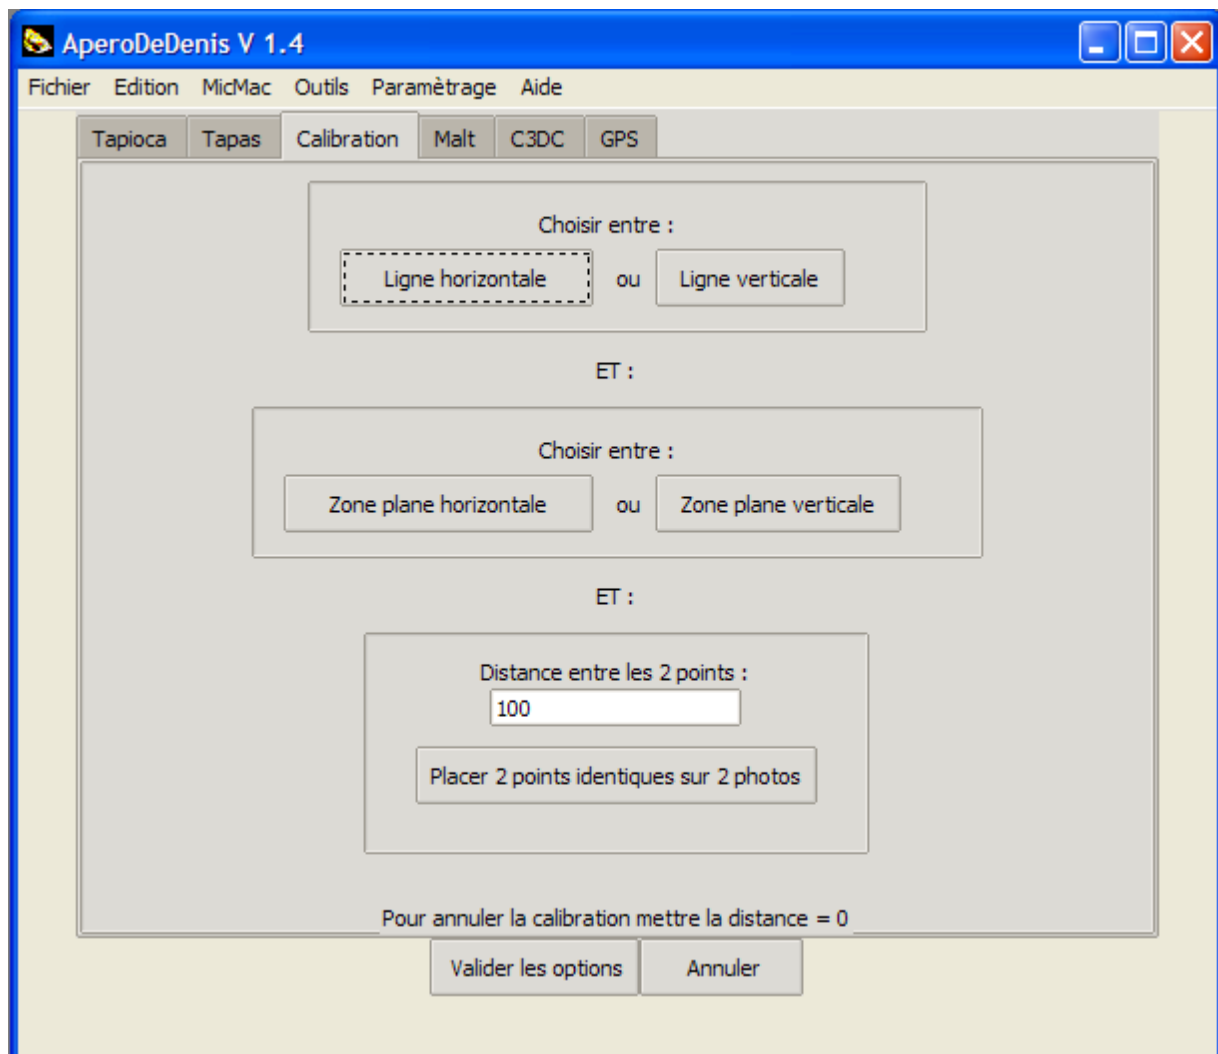 AperoDeDenis V 1.4
Fichier Edition MicMac Outils Paramètrage Aide
Tapioca Tapas Calibration Malt C3DC GPS
Choisir entre :
Ligne horizontale ou Ligne verticale
ET :
Choisir entre :
Zone plane horizontale ou Zone plane verticale
ET :
Distance entre les 2 points :
100
Placer 2 points identiques sur 2 photos
Pour annuler la calibration mettre la distance = 0
Valider les options Annuler